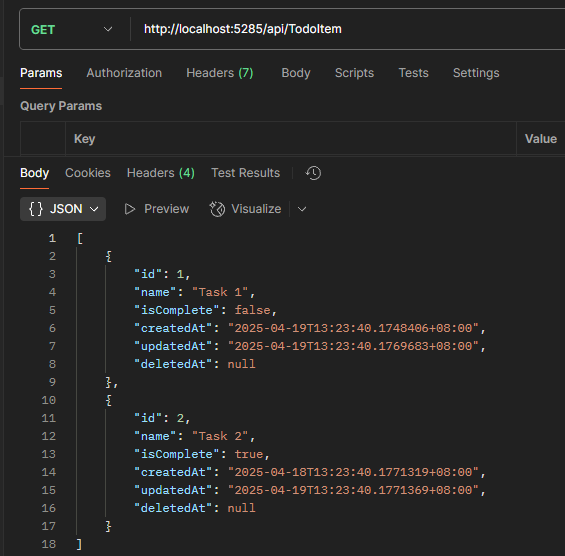 GET http://localhost:5285/api/TodoItem
Params Authorization Headers (7) Body Scripts Tests Settings
Query Params
Key Value
Body Cookies Headers (4) Test Results
{} JSON Preview Visualize
1 [
2 {
3 "id": 1,
4 "name": "Task 1",
5 "isComplete": false,
6 "createdAt": "2025-04-19T13:23:40.1748406+08:00",
7 "updatedAt": "2025-04-19T13:23:40.1769683+08:00",
8 "deletedAt": null
9 },
10 {
11 "id": 2,
12 "name": "Task 2",
13 "isComplete": true,
14 "createdAt": "2025-04-18T13:23:40.1771319+08:00",
15 "updatedAt": "2025-04-19T13:23:40.1771369+08:00",
16 "deletedAt": null
17 }
18 ]